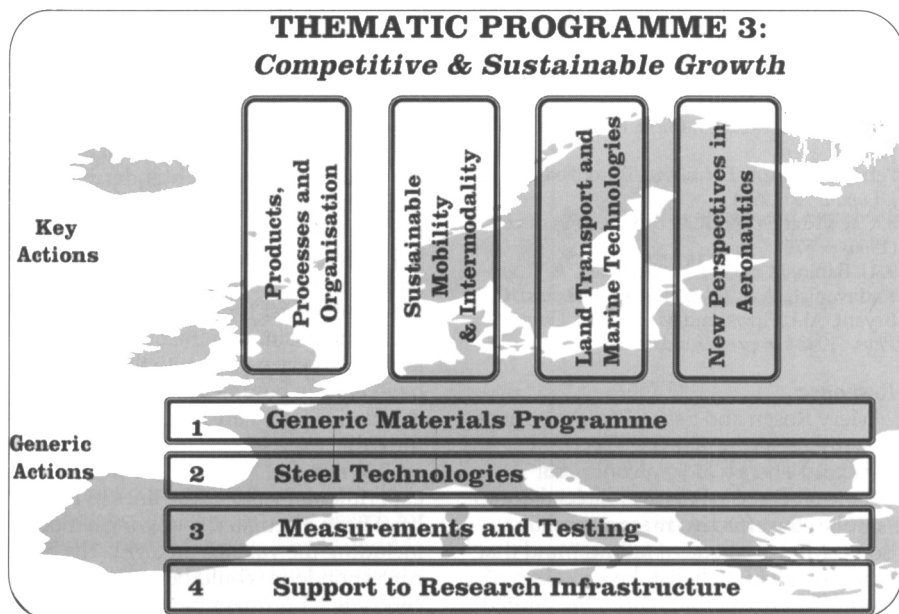 THEMATIC PROGRAMME 3:
Competitive & Sustainable Growth
Key
Actions
Products,
Processes and
Organisation
Sustainable
Mobility
& Intermodality
Land Transport and
Marine Technologies
New Perspectives in
Aeronautics
Generic
Actions
1 Generic Materials Programme
2 Steel Technologies
3 Measurements and Testing
4 Support to Research Infrastructure